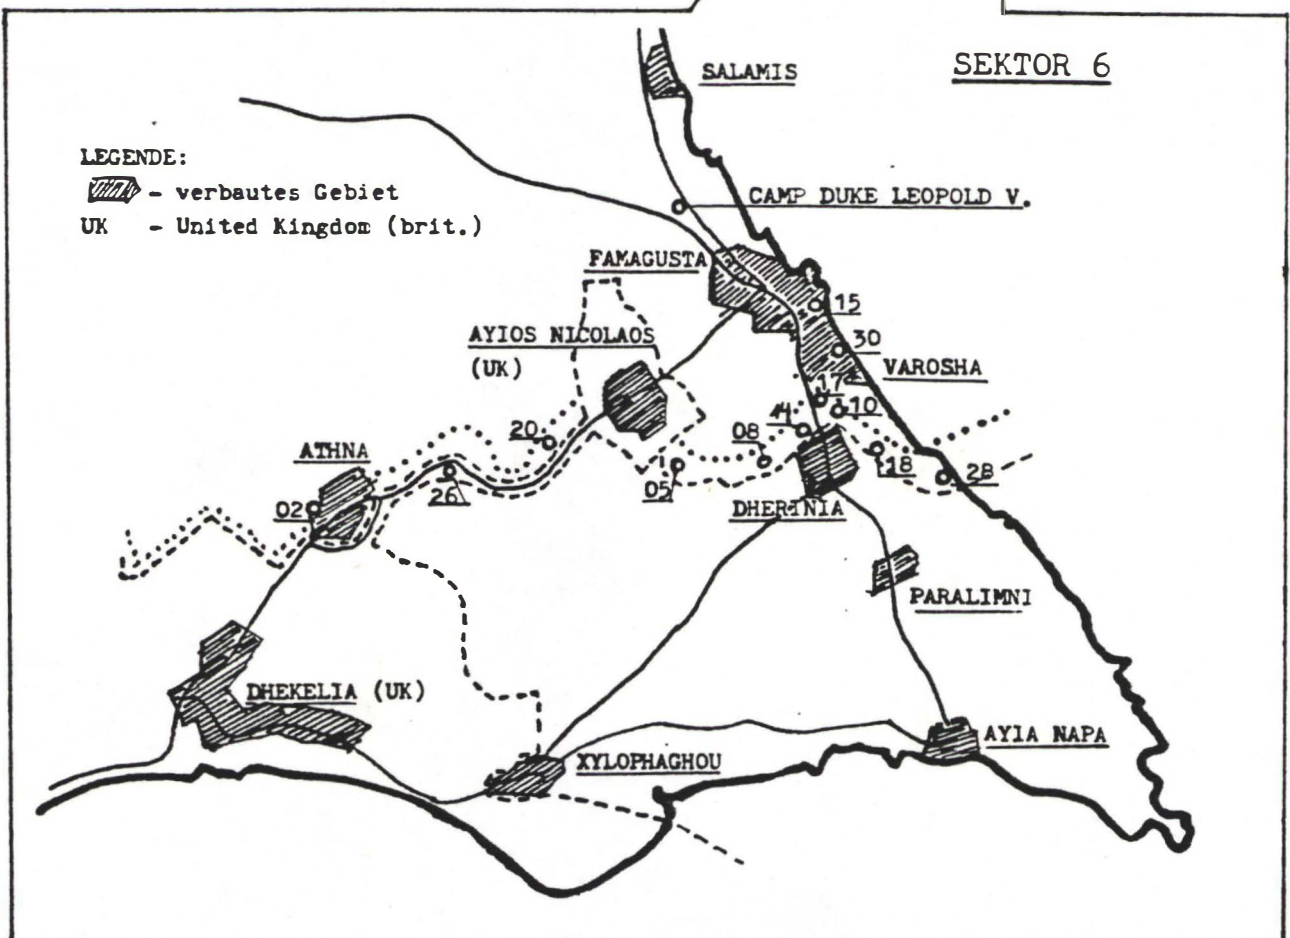 SEKTOR 6
SALAMIS
LEGENDE:
- verbautes Gebiet
UK - United Kingdom (brit.)
CAMP DUKE LEOPOLD V.
FAMAGUSTA
15
AYIOS NICOLAOS
(UK)
30
VAROSHA
17
10
14
20
08
18
28
ATHNA
26
05
02
DHERINIA
PARALIMNI
DHEKELIA (UK)
XYLOPHAGHOU
AYIA NAPA